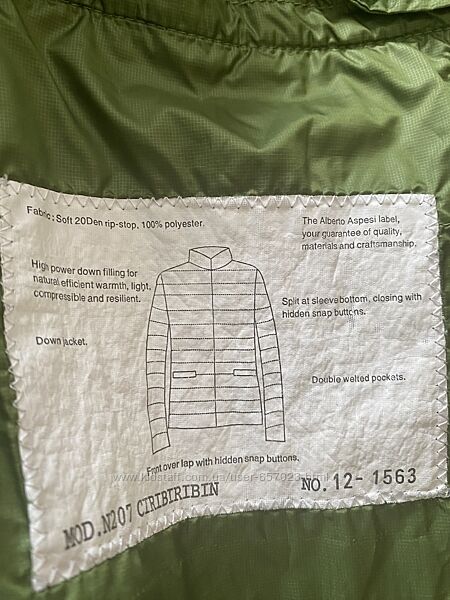 Fabric: Soft 20Den rip-stop. 100% polyester.
The Alberto Aspesi label,
your guarantee of quality,
materials and craftsmanship.
High power down filling for
natural efficient warmth, light,
compressible and resilient.
Split at sleeve bottom, closing with
hidden snap buttons.
Down jacket.
Double welted pockets.
Front over lap with hidden snap buttons.
MOD. N207 CIRIBIRIBIN
NO. 12- 1563